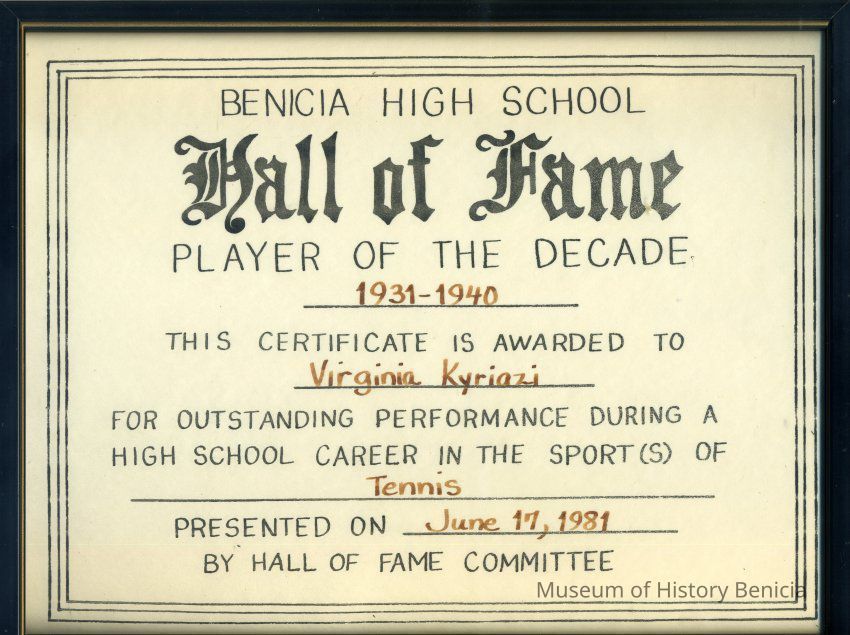 BENICIA HIGH SCHOOL
Hall of Fame
PLAYER OF THE DECADE
1931-1940
THIS CERTIFICATE IS AWARDED TO
Virginia Kyriazi
FOR OUTSTANDING PERFORMANCE DURING A
HIGH SCHOOL CAREER IN THE SPORT(S) OF
Tennis
PRESENTED ON June 17, 1981
BY HALL OF FAME COMMITTEE
Museum of History Benicia